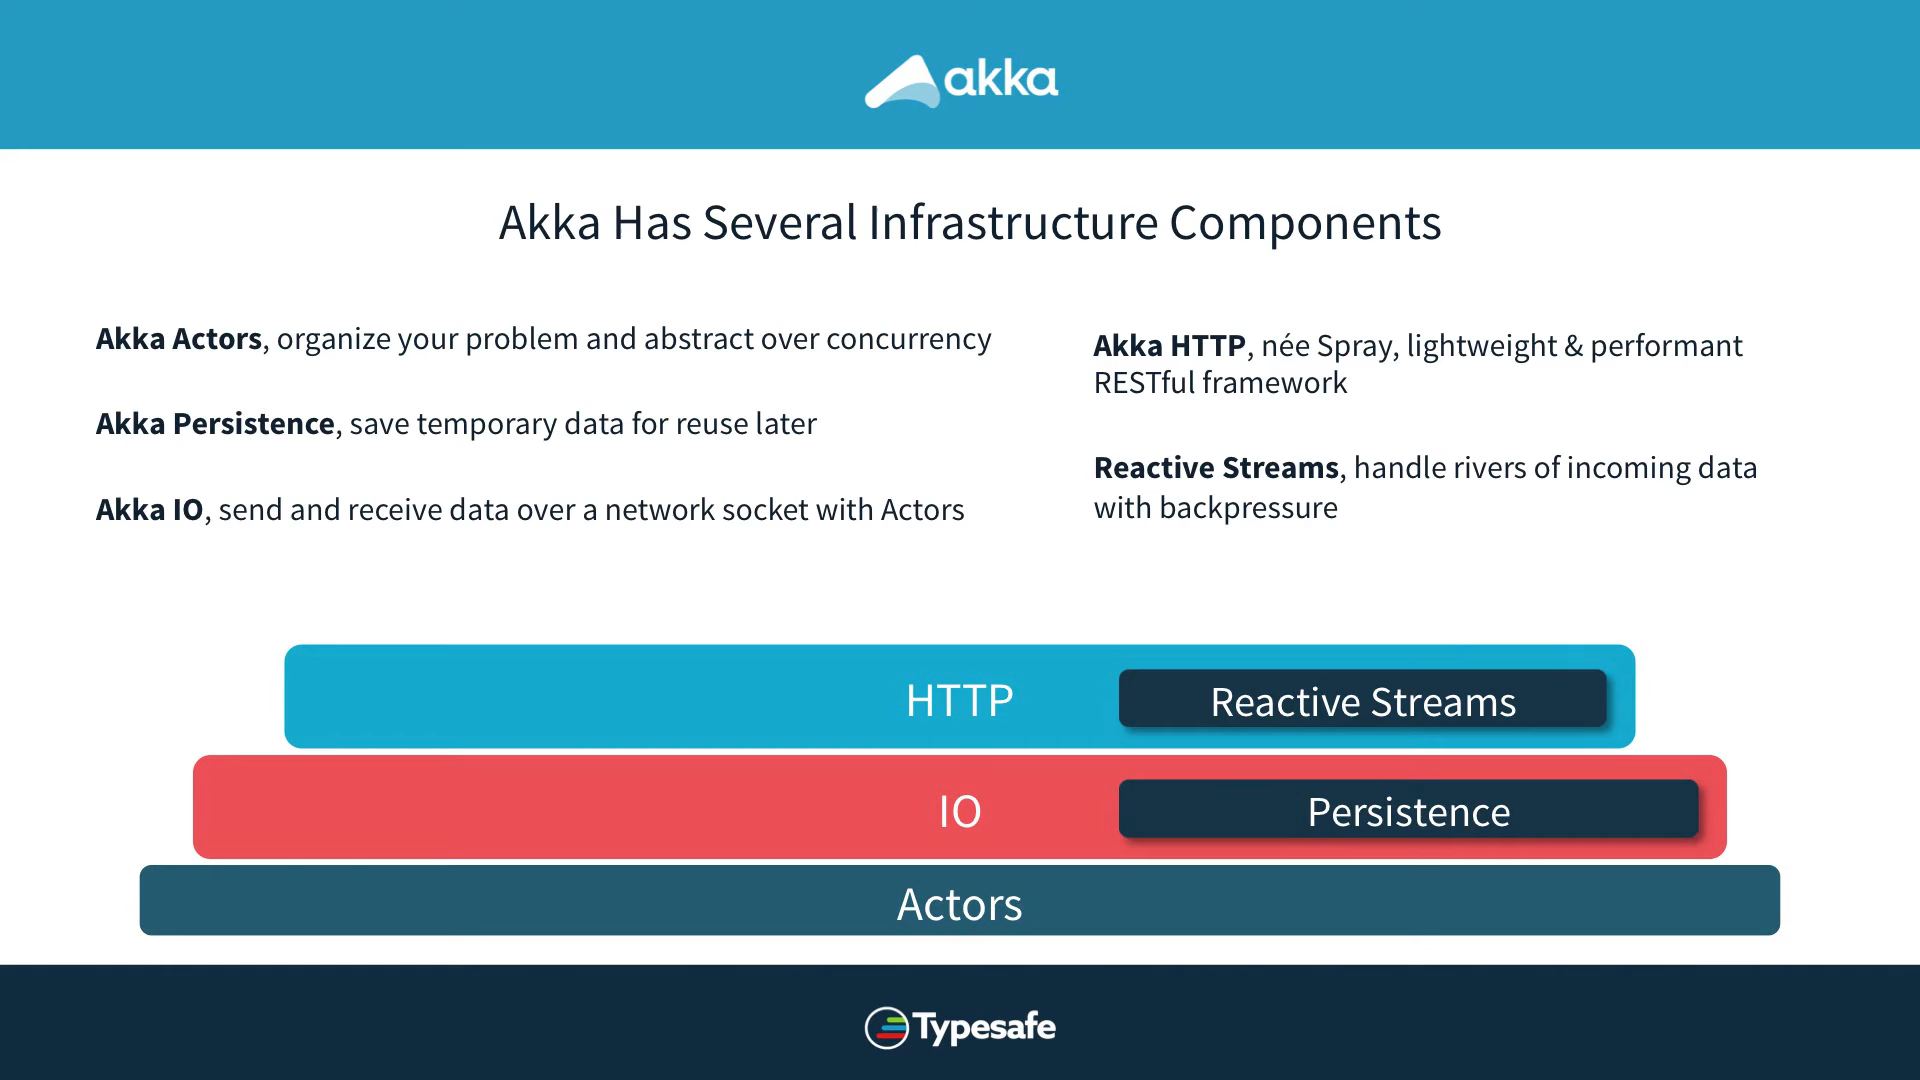 akka
Akka Has Several Infrastructure Components
Akka Actors, organize your problem and abstract over concurrency
Akka Persistence, save temporary data for reuse later
Akka IO, send and receive data over a network socket with Actors
Akka HTTP, née Spray, lightweight & performant
RESTful framework
Reactive Streams, handle rivers of incoming data
with backpressure
HTTP
Reactive Streams
IO
Persistence
Actors
Typesafe